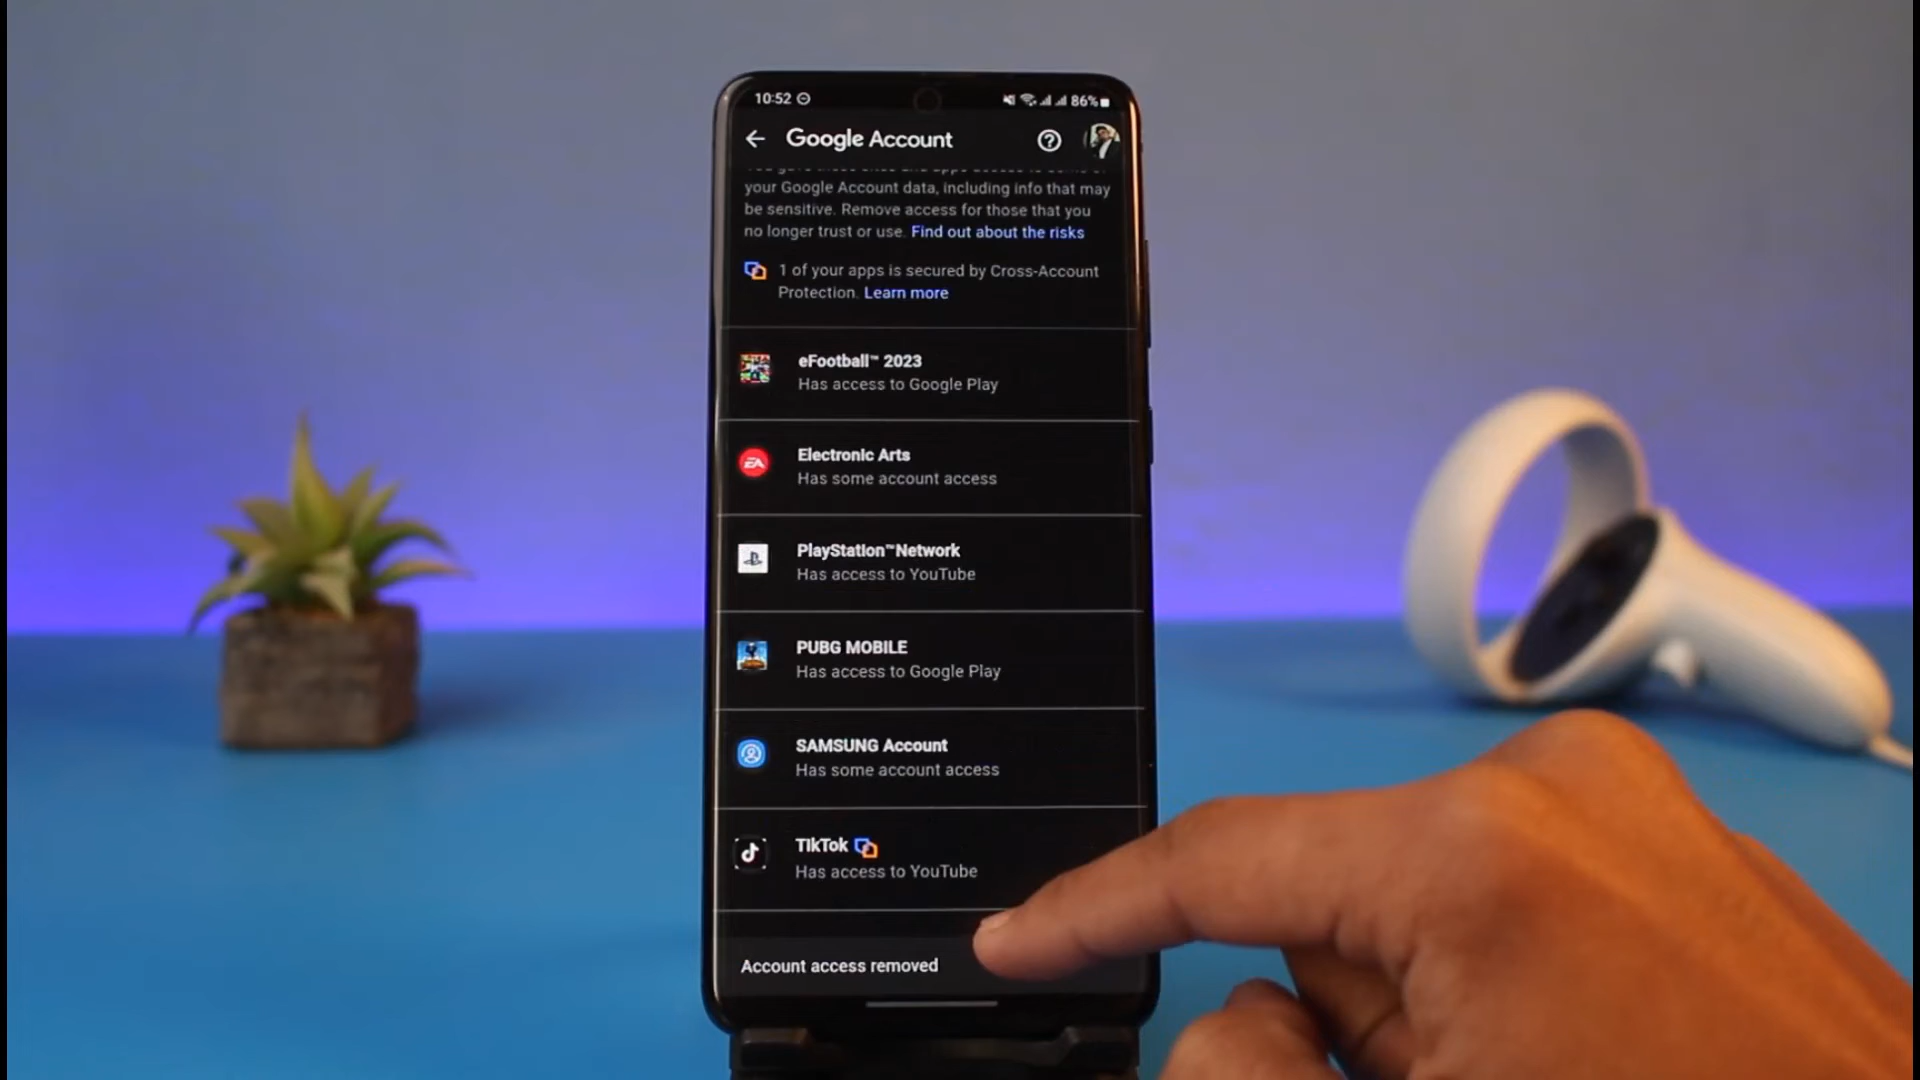 10:52
86%
Google Account
your Google Account data, including info that may
be sensitive. Remove access for those that you
no longer trust or use. Find out about the risks
1 of your apps is secured by Cross-Account
Protection. Learn more
eFootball™ 2023
Has access to Google Play
EA
Electronic Arts
Has some account access
PlayStation™Network
Has access to YouTube
PUBG MOBILE
Has access to Google Play
SAMSUNG Account
Has some account access
TikTok
Has access to YouTube
Account access removed